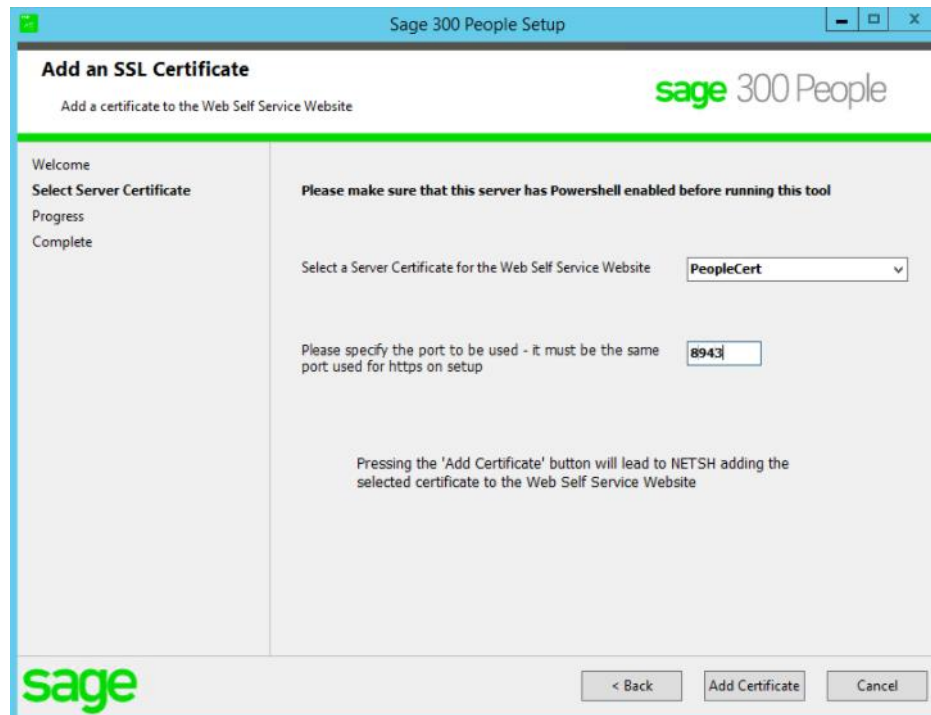 Sage 300 People Setup
Add an SSL Certificate
Add a certificate to the Web Self Service Website
sage 300 People
Welcome
Select Server Certificate
Progress
Complete
Please make sure that this server has Powershell enabled before running this tool
Select a Server Certificate for the Web Self Service Website
PeopleCert
Please specify the port to be used - it must be the same
port used for https on setup
8943
Pressing the 'Add Certificate' button will lead to NETSH adding the
selected certificate to the Web Self Service Website
sage
< Back
Add Certificate
Cancel